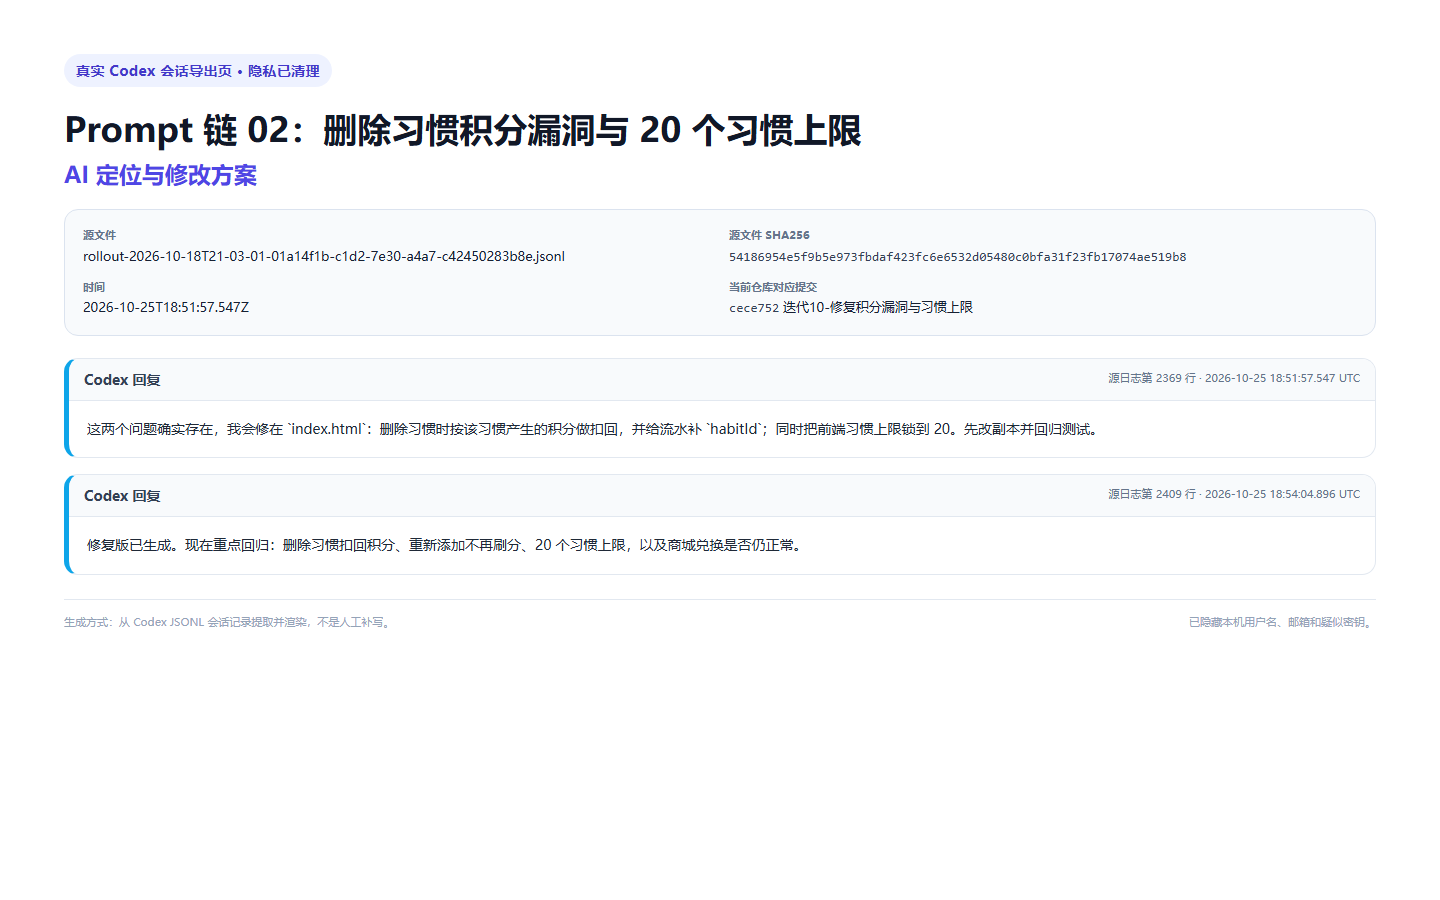 真实 Codex 会话导出页 • 隐私已清理
Prompt 链 02：删除习惯积分漏洞与 20 个习惯上限
AI 定位与修改方案
源文件
rollout-2026-10-18T21-03-01-01a14f1b-c1d2-7e30-a4a7-c42450283b8e.jsonl
源文件 SHA256
54186954e5f9b5e973fbdaf423fc6e6532d05480c0bfa31f23fb17074ae519b8
时间
2026-10-25T18:51:57.547Z
当前仓库对应提交
cece752 迭代10-修复积分漏洞与习惯上限
Codex 回复
源日志第 2369 行 · 2026-10-25 18:51:57.547 UTC
这两个问题确实存在，我会修在 `index.html`：删除习惯时按该习惯产生的积分做扣回，并给流水补 `habitId`；同时把前端习惯上限锁到 20。先改副本并回归测试。
Codex 回复
源日志第 2409 行 · 2026-10-25 18:54:04.896 UTC
修复版已生成。现在重点回归：删除习惯扣回积分、重新添加不再刷分、20 个习惯上限，以及商城兑换是否仍正常。
生成方式：从 Codex JSONL 会话记录提取并渲染，不是人工补写。
已隐藏本机用户名、邮箱和疑似密钥。